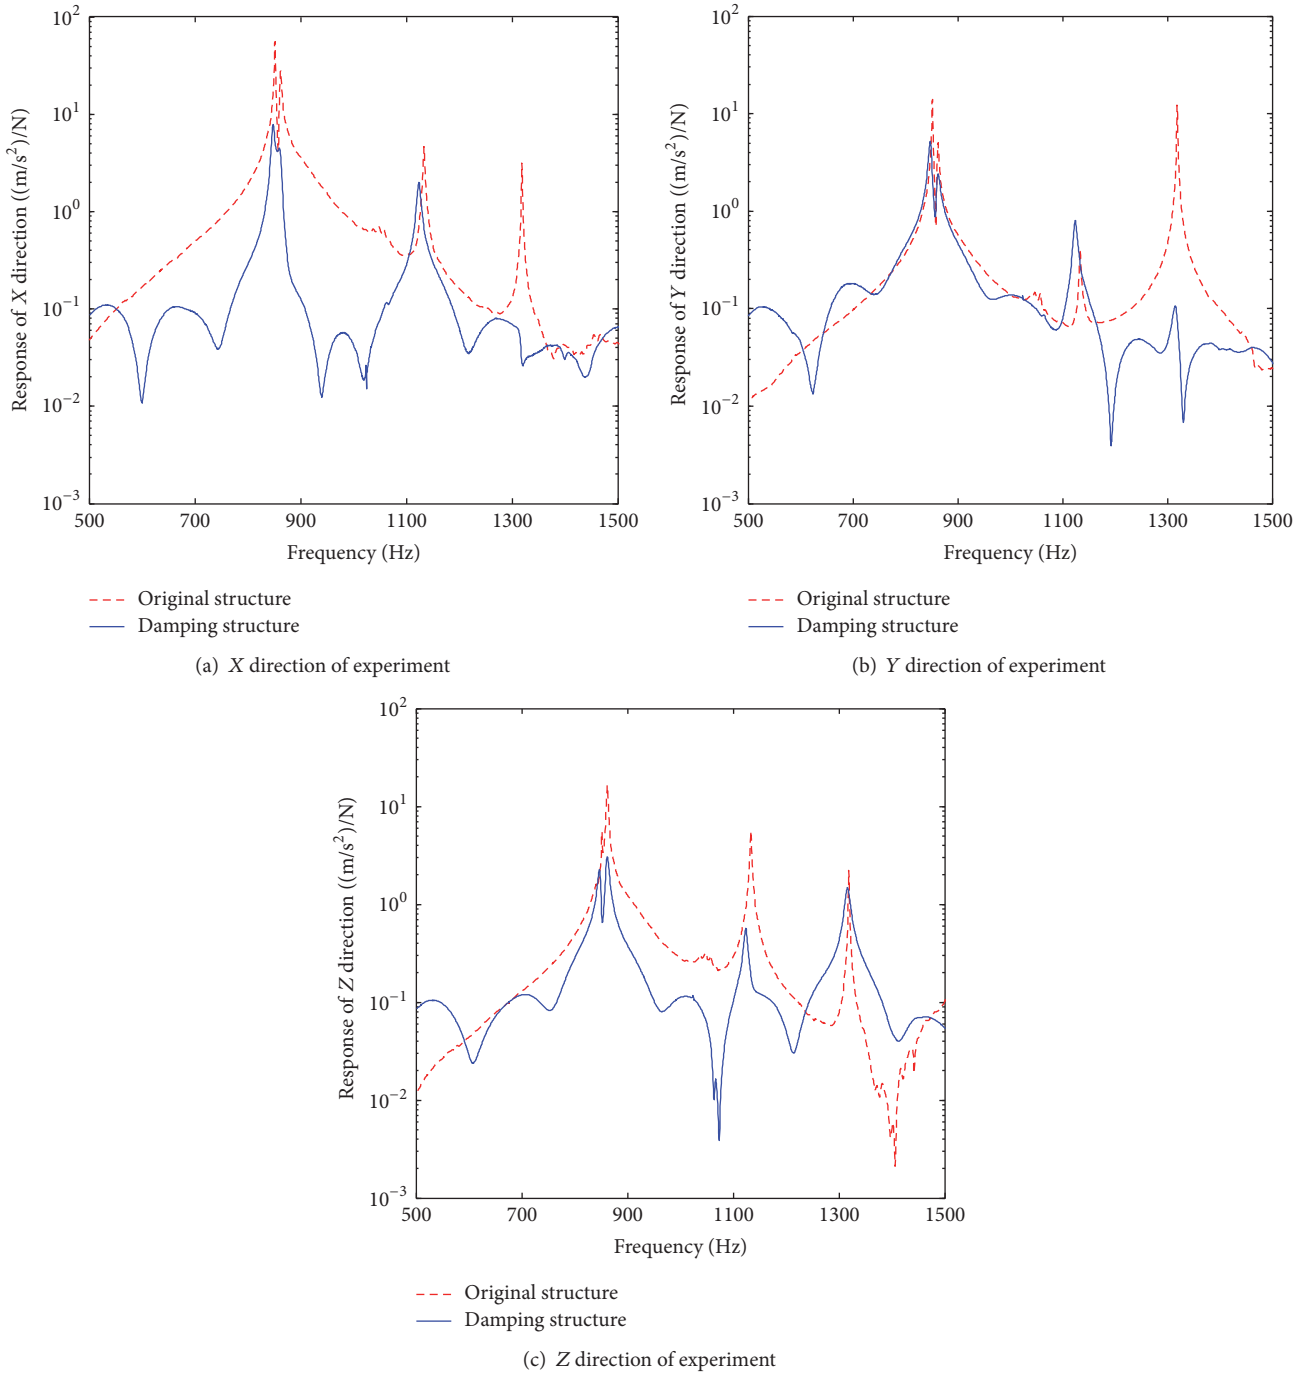 10^2
10^1
10^0
10^−1
10^−2
10^−3
Response of X direction ((m/s^2)/N)
500 700 900 1100 1300 1500
Frequency (Hz)
Original structure
Damping structure
(a) X direction of experiment
10^2
10^1
10^0
10^−1
10^−2
10^−3
Response of Y direction ((m/s^2)/N)
500 700 900 1100 1300 1500
Frequency (Hz)
Original structure
Damping structure
(b) Y direction of experiment
10^2
10^1
10^0
10^−1
10^−2
10^−3
Response of Z direction ((m/s^2)/N)
500 700 900 1100 1300 1500
Frequency (Hz)
Original structure
Damping structure
(c) Z direction of experiment